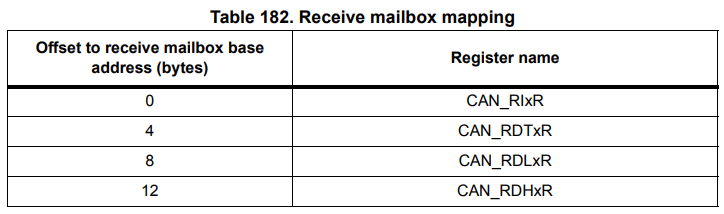 Table 182. Receive mailbox mapping
Offset to receive mailbox base
address (bytes)
Register name
0
CAN_RIxR
4
CAN_RDTxR
8
CAN_RDLxR
12
CAN_RDHxR